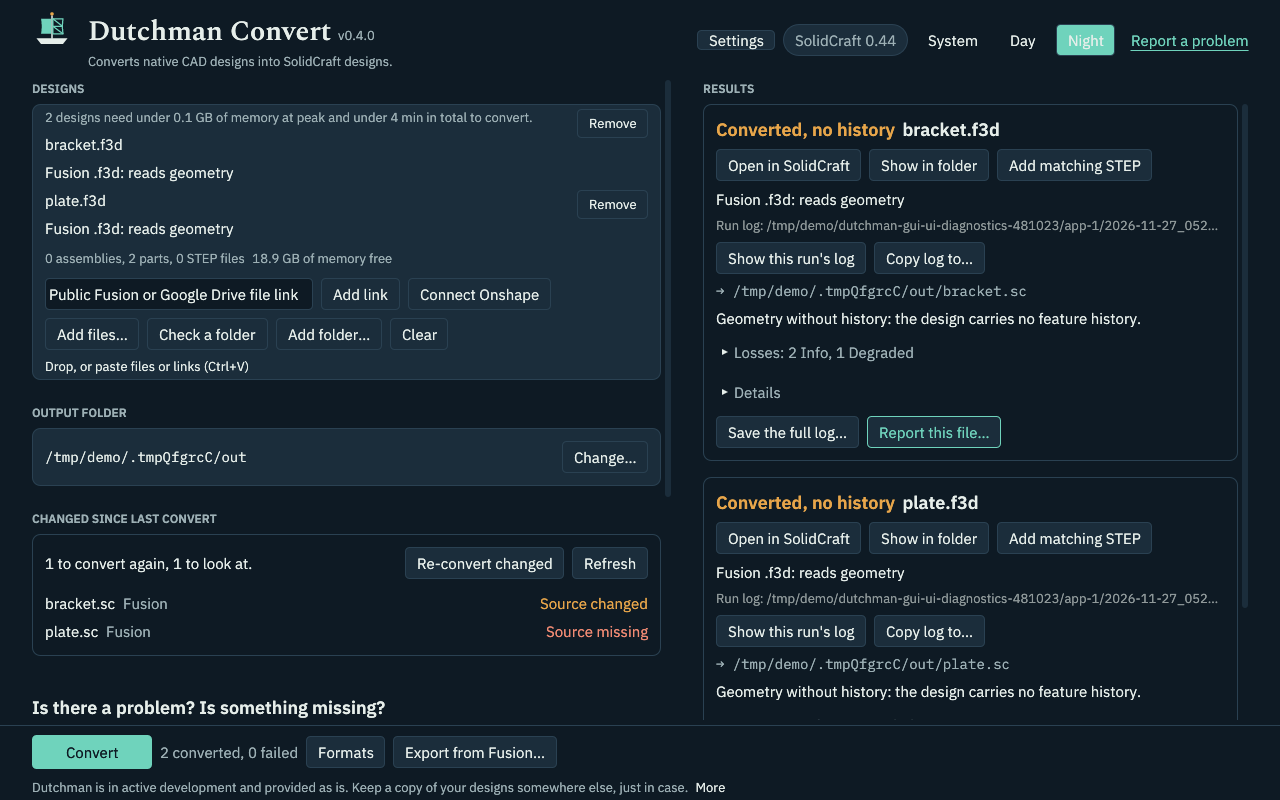 Dutchman Convert v0.4.0
Converts native CAD designs into SolidCraft designs.
Settings
SolidCraft 0.44
System
Day
Night
Report a problem
DESIGNS
2 designs need under 0.1 GB of memory at peak and under 4 min in total to convert.
Remove
bracket.f3d
Fusion .f3d: reads geometry
plate.f3d
Remove
Fusion .f3d: reads geometry
0 assemblies, 2 parts, 0 STEP files 18.9 GB of memory free
Public Fusion or Google Drive file link
Add link
Connect Onshape
Add files...
Check a folder
Add folder...
Clear
Drop, or paste files or links (Ctrl+V)
OUTPUT FOLDER
/tmp/demo/.tmpQfgrcC/out
Change...
CHANGED SINCE LAST CONVERT
1 to convert again, 1 to look at.
Re-convert changed
Refresh
bracket.sc Fusion
Source changed
plate.sc Fusion
Source missing
Is there a problem? Is something missing?
RESULTS
Converted, no history bracket.f3d
Open in SolidCraft
Show in folder
Add matching STEP
Fusion .f3d: reads geometry
Run log: /tmp/demo/dutchman-gui-ui-diagnostics-481023/app-1/2026-11-27_052...
Show this run's log
Copy log to...
→ /tmp/demo/.tmpQfgrcC/out/bracket.sc
Geometry without history: the design carries no feature history.
Losses: 2 Info, 1 Degraded
Details
Save the full log...
Report this file...
Converted, no history plate.f3d
Open in SolidCraft
Show in folder
Add matching STEP
Fusion .f3d: reads geometry
Run log: /tmp/demo/dutchman-gui-ui-diagnostics-481023/app-1/2026-11-27_052...
Show this run's log
Copy log to...
→ /tmp/demo/.tmpQfgrcC/out/plate.sc
Geometry without history: the design carries no feature history.
Convert
2 converted, 0 failed
Formats
Export from Fusion...
Dutchman is in active development and provided as is. Keep a copy of your designs somewhere else, just in case. More